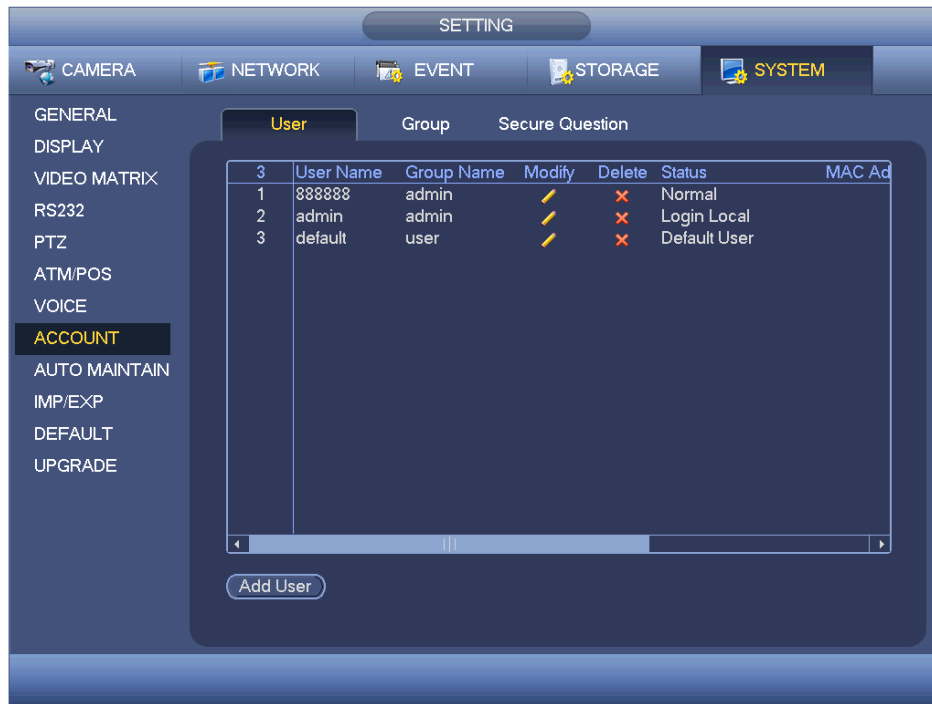 SETTING
CAMERA NETWORK EVENT STORAGE SYSTEM
GENERAL
DISPLAY
VIDEO MATRIX
RS232
PTZ
ATM/POS
VOICE
ACCOUNT
AUTO MAINTAIN
IMP/EXP
DEFAULT
UPGRADE
User Group Secure Question
3 User Name Group Name Modify Delete Status MAC Ad
1 888888 admin Normal
2 admin admin Login Local
3 default user Default User
Add User